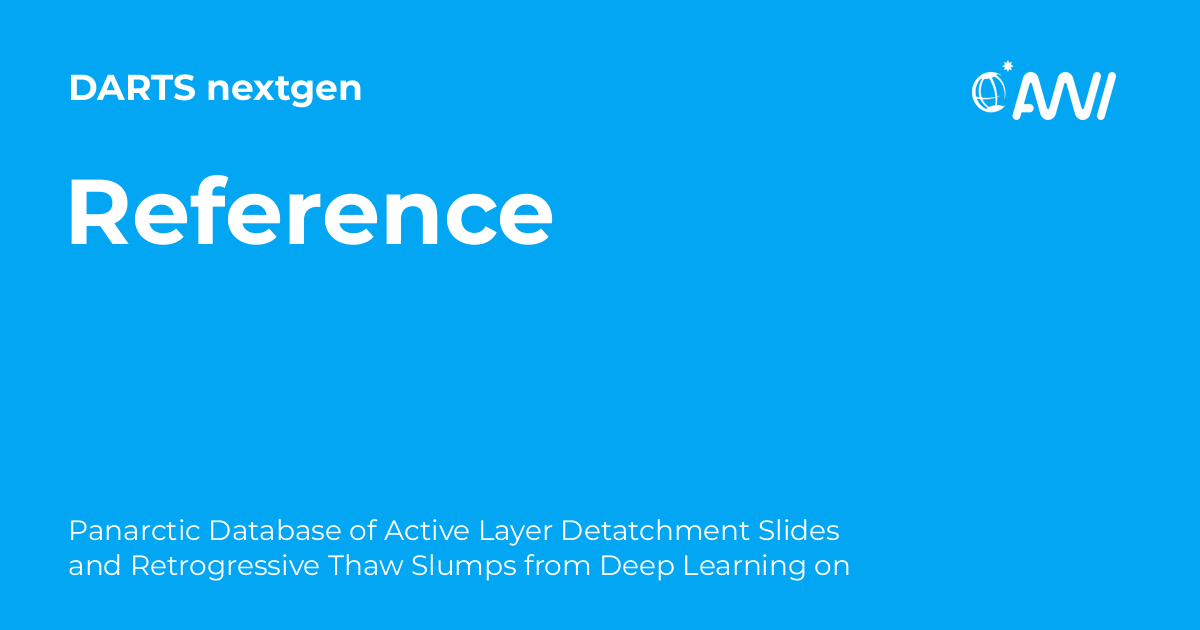 DARTS nextgen
AWI
Reference
Panarctic Database of Active Layer Detatchment Slides
and Retrogressive Thaw Slumps from Deep Learning on